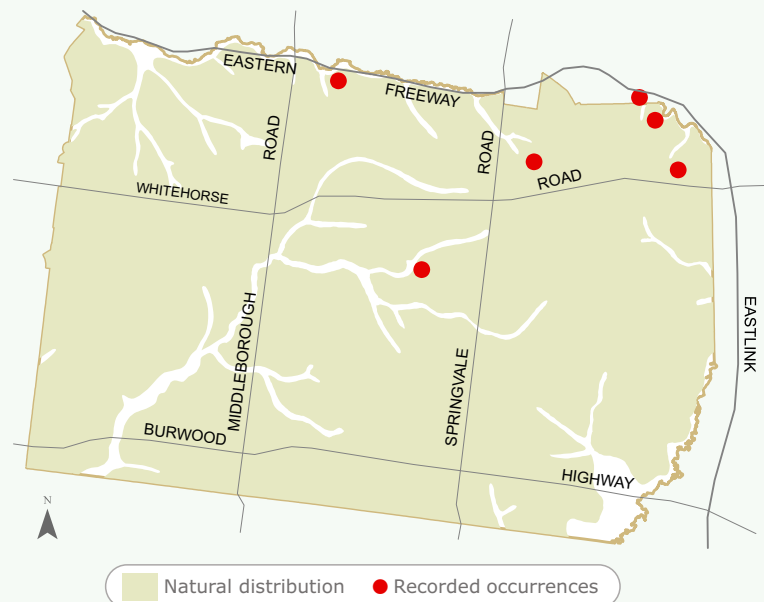 EASTERN
FREEWAY
ROAD
ROAD
ROAD
WHITEHORSE
MIDDLEBOROUGH
SPRINGVALE
EASTLINK
BURWOOD
HIGHWAY
N
Natural distribution
Recorded occurrences